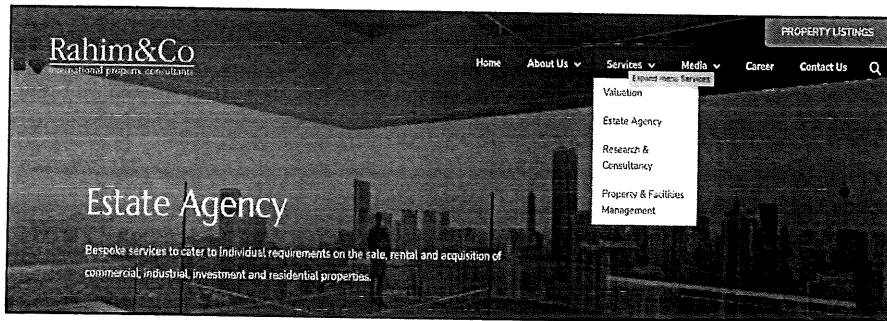 PROPERTY LISTINGS
Rahim&Co
international property consultants
Home About Us Services Media Career Contact Us
Expand menu Services
Valuation
Estate Agency
Research &
Consultancy
Property & Facilities
Management
Estate Agency
Bespoke services to cater to individual requirements on the sale, rental and acquisition of
commercial, industrial, investment and residential properties.